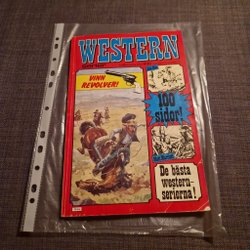 WESTERN
VINN
REVOLVER!
100
sidor!
De bästa
western-
serierna!